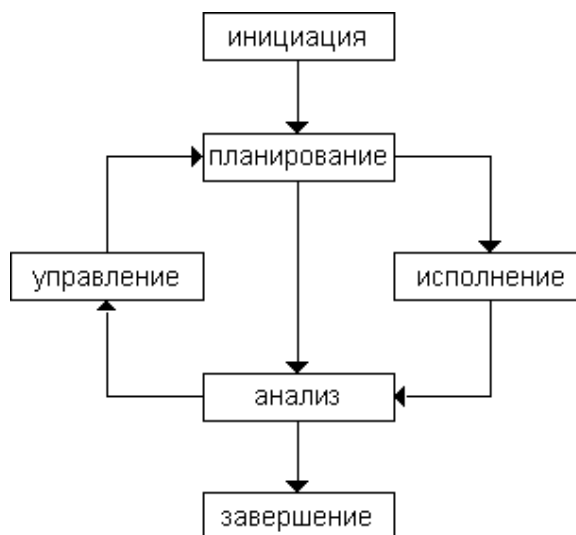 инициация
планирование
управление
исполнение
анализ
завершение